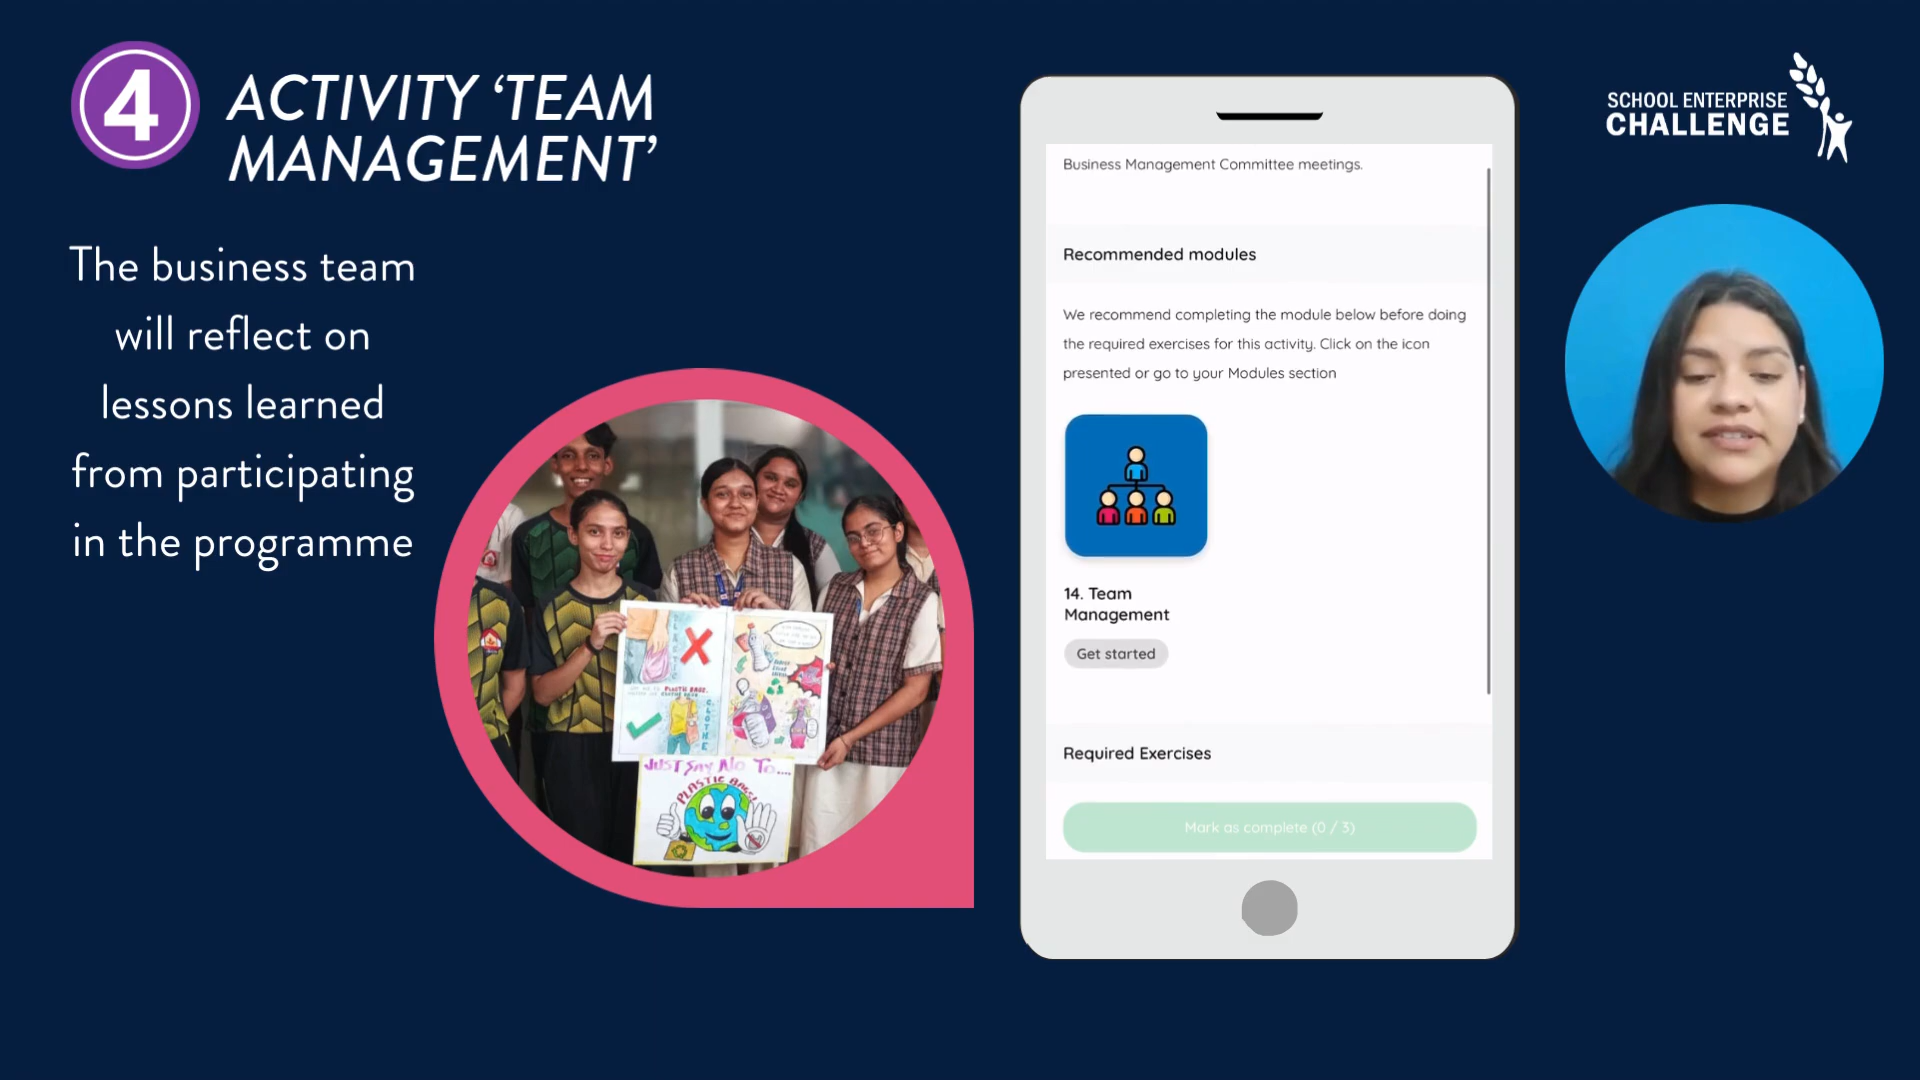 4
ACTIVITY ‘TEAM
MANAGEMENT’
The business team
will reflect on
lessons learned
from participating
in the programme
JUST SAY NO TO....
PLASTIC BAGS
PLASTIC BAGS.
CLOTHE
Business Management Committee meetings.
Recommended modules
We recommend completing the module below before doing
the required exercises for this activity. Click on the icon
presented or go to your Modules section
14. Team
Management
Get started
Required Exercises
Mark as complete (0 / 3)
SCHOOL ENTERPRISE
CHALLENGE